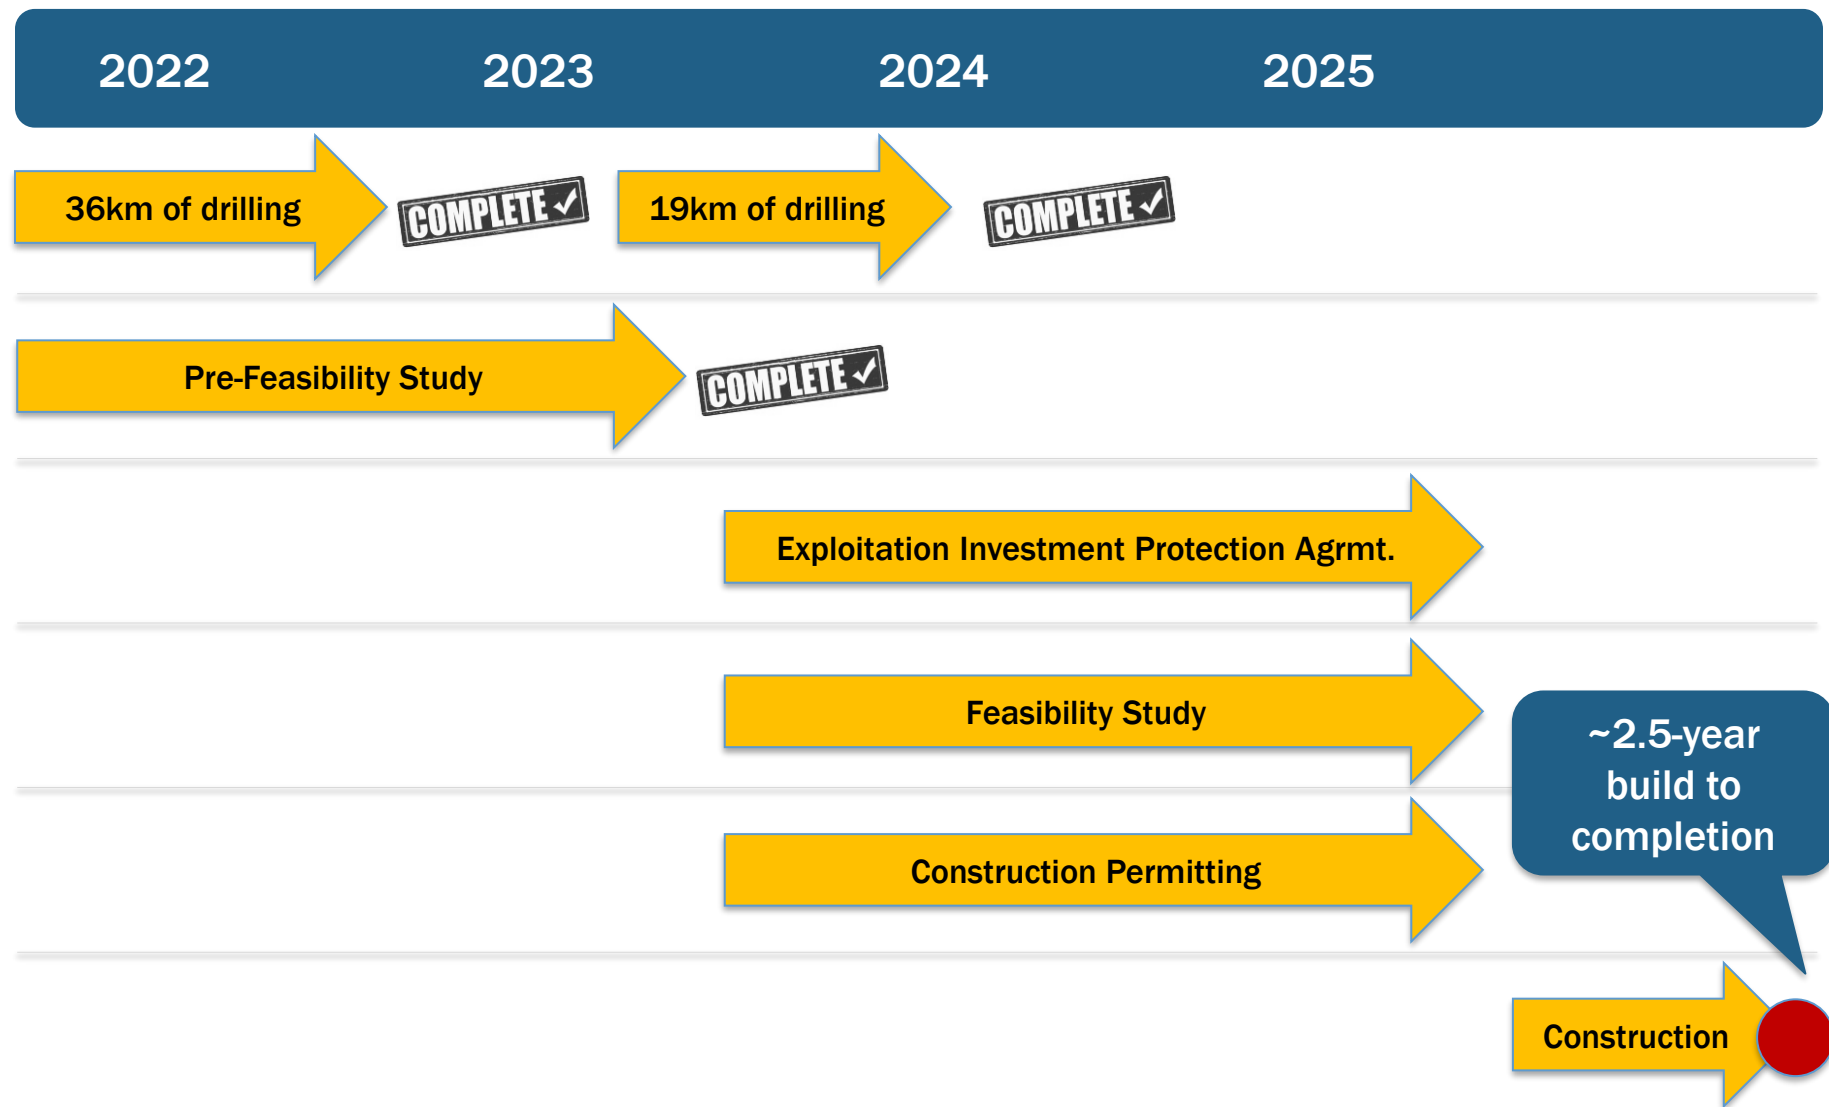 2022 2023 2024 2025
36km of drilling COMPLETE 19km of drilling COMPLETE
Pre-Feasibility Study COMPLETE
Exploitation Investment Protection Agrmt.
Feasibility Study
~2.5-year
build to
completion
Construction Permitting
Construction